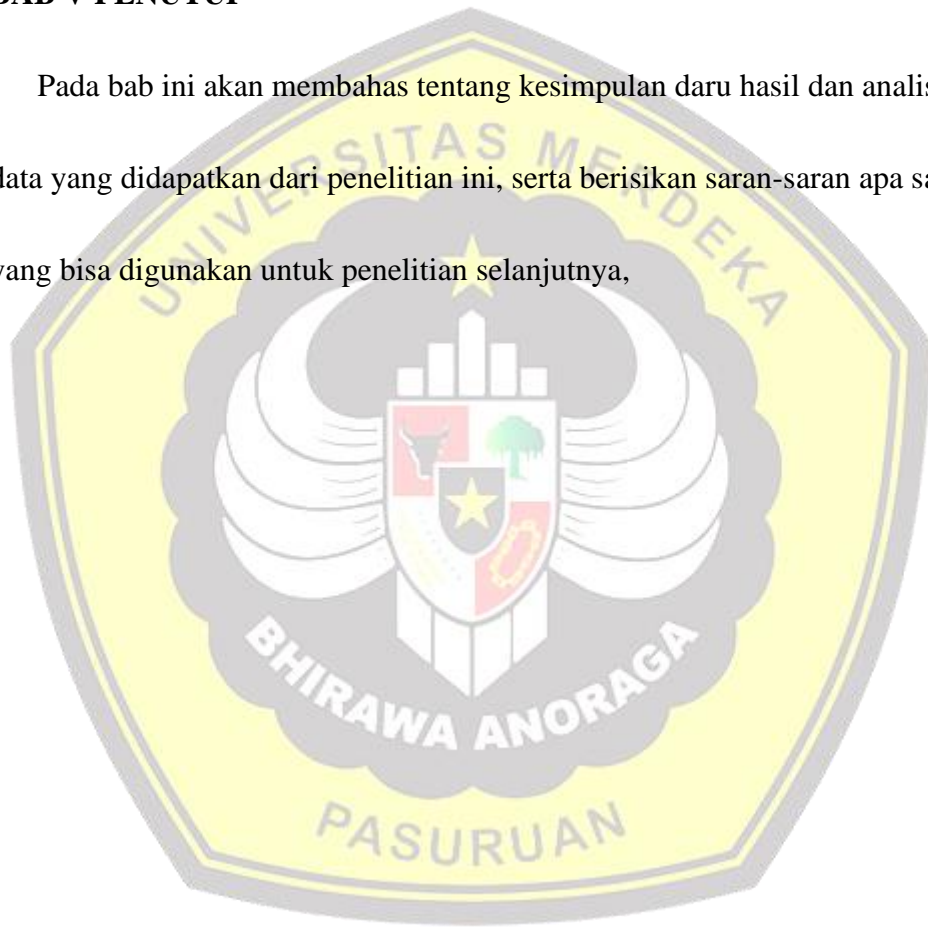 BAB V PENUTUP
Pada bab ini akan membahas tentang kesimpulan daru hasil dan analis
data yang didapatkan dari penelitian ini, serta berisikan saran-saran apa sa
yang bisa digunakan untuk penelitian selanjutnya,
UNIVERSITAS MERDEKA
BHIRAWA ANORAGA
PASURUAN